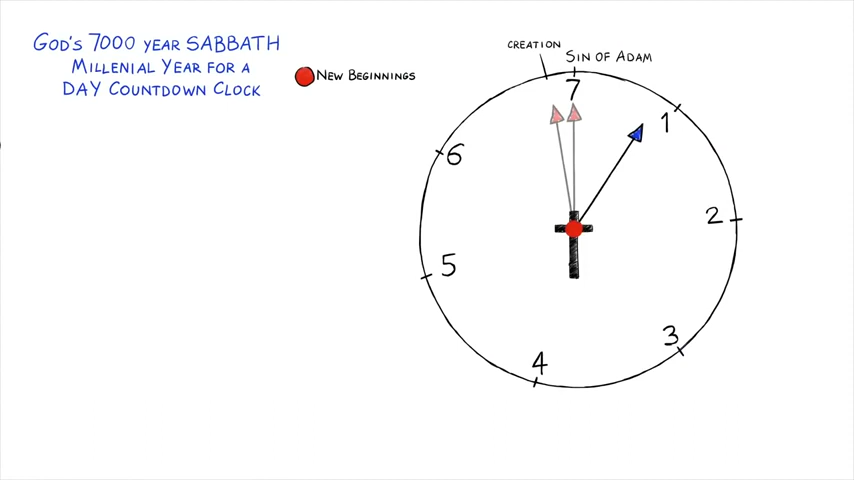 GOD'S 7000 YEAR SABBATH
MILLENIAL YEAR FOR A
DAY COUNTDOWN CLOCK
NEW BEGINNINGS
CREATION
SIN OF ADAM
7
1
2
3
4
5
6